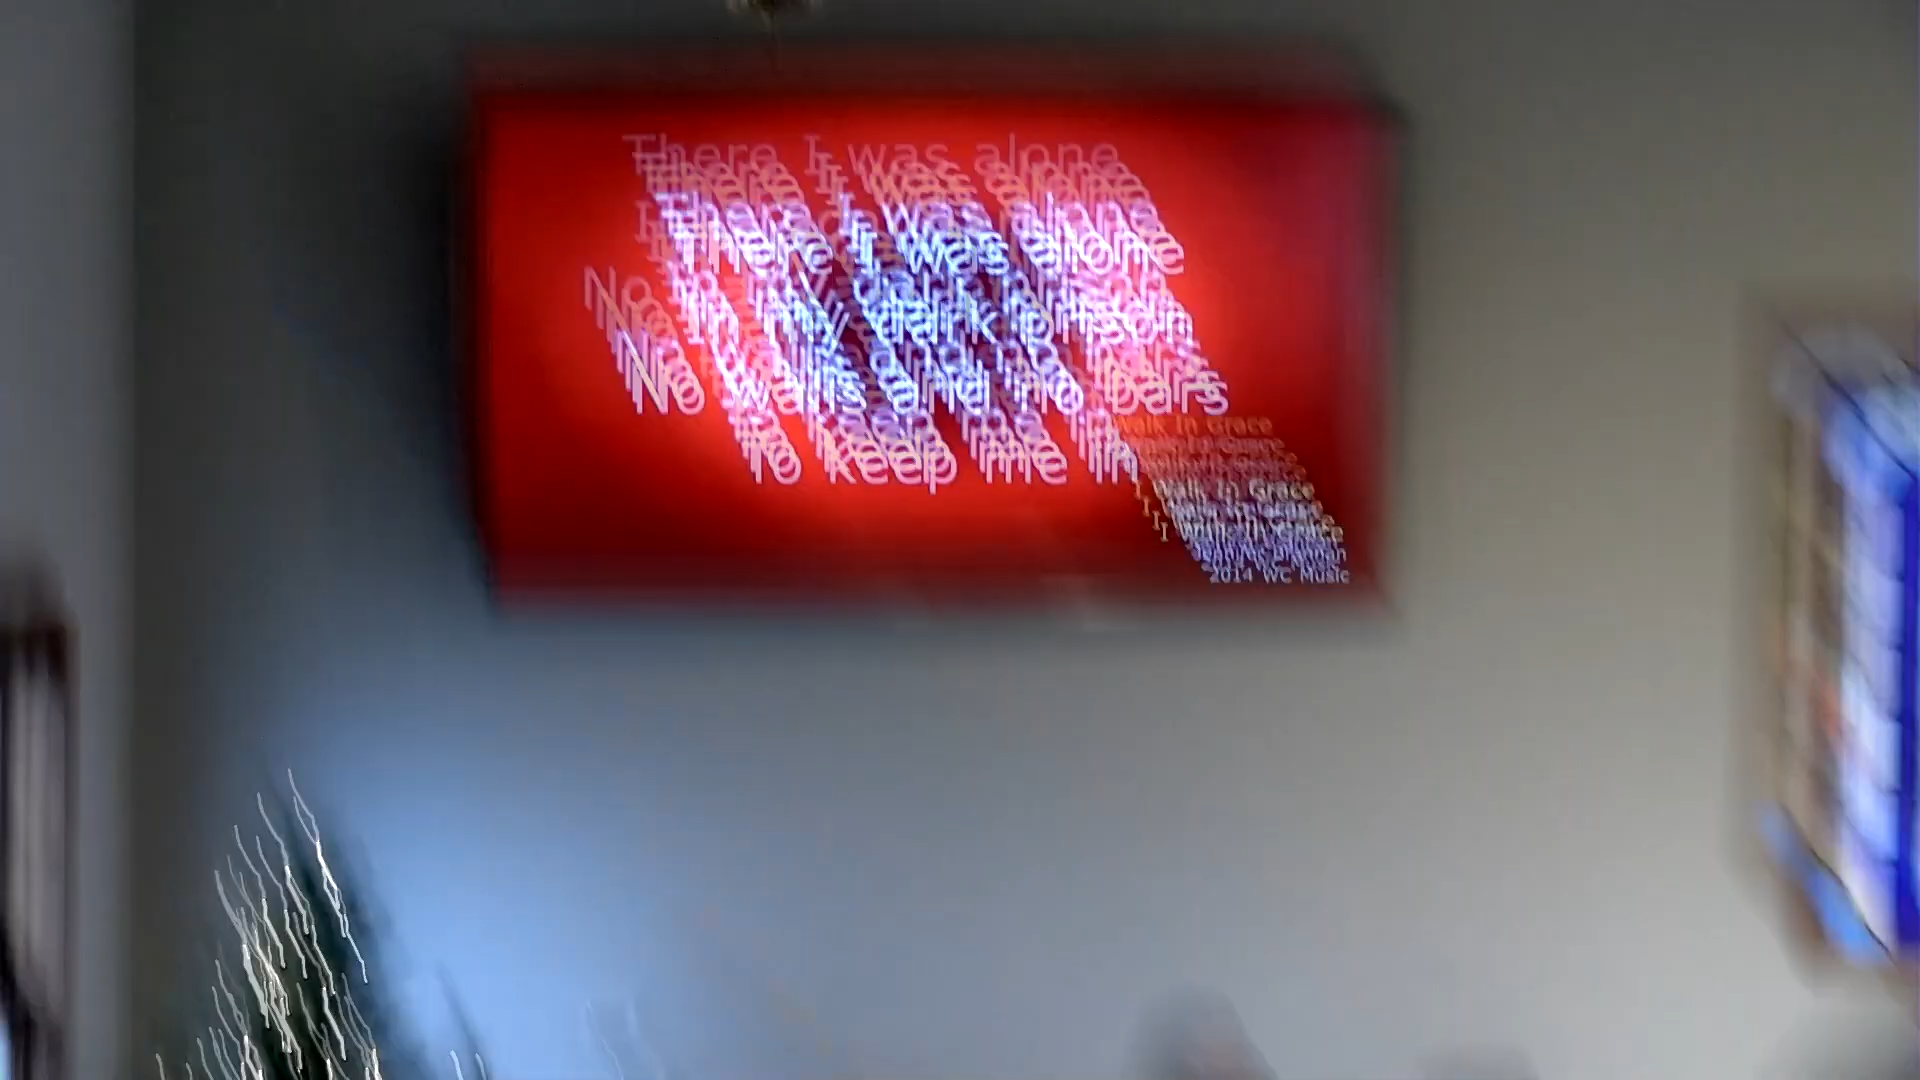 There I was alone
In my dark prison
No walls and no bars
To keep me in
I Walk In Grace
2014 WC Music